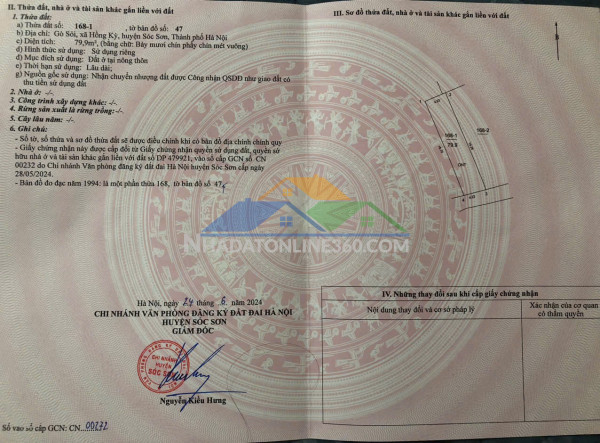 II. Thửa đất, nhà ở và tài sản khác gắn liền với đất
1. Thửa đất:
a) Thửa đất số: 168-1 , tờ bản đồ số: 47
b) Địa chỉ: Gò Sỏi, xã Hồng Kỳ, huyện Sóc Sơn, Thành phố Hà Nội
c) Diện tích: 79,9m², (bằng chữ: Bảy mươi chín phẩy chín mét vuông)
d) Hình thức sử dụng: Sử dụng riêng
đ) Mục đích sử dụng: Đất ở tại nông thôn
e) Thời hạn sử dụng: Lâu dài;
g) Nguồn gốc sử dụng: Nhận chuyển nhượng đất được Công nhận QSDĐ như giao đất có
thu tiền sử dụng đất
2. Nhà ở: -/-
3. Công trình xây dựng khác: -/-
4. Rừng sản xuất là rừng trồng: -/-
5. Cây lâu năm: -/-
6. Ghi chú:
- Số tờ, số thửa và sơ đồ thửa đất sẽ được điều chỉnh khi có bản đồ địa chính chính quy
- Giấy chứng nhận này được cấp đổi từ Giấy chứng nhận quyền sử dụng đất, quyền sở
hữu nhà ở và tài sản khác gắn liền với đất số DP 479921, vào sổ cấp GCN số CN
00232 do Chi nhánh Văn phòng đăng ký đất đai Hà Nội huyện Sóc Sơn cấp ngày
28/05/2024.
- Bản đồ đo đạc năm 1994: là một phần thửa 168, tờ bản đồ số 47
III. Sơ đồ thửa đất, nhà ở và tài sản khác gắn liền với đất
B
1
2
168-1
79.9
168-2
ONT
4
3
NHADATONLINE360.COM
Hà Nội, ngày 24 tháng 6 năm 2024
CHI NHÁNH VĂN PHÒNG ĐĂNG KÝ ĐẤT ĐAI HÀ NỘI
HUYỆN SÓC SƠN
GIÁM ĐỐC
CHI NHÁNH
HUYỆN
SÓC SƠN
Nguyễn Kiều Hưng
Số vào sổ cấp GCN: CN..00232
IV. Những thay đổi sau khi cấp giấy chứng nhận
Nội dung thay đổi và cơ sở pháp lý
Xác nhận của cơ quan
có thẩm quyền